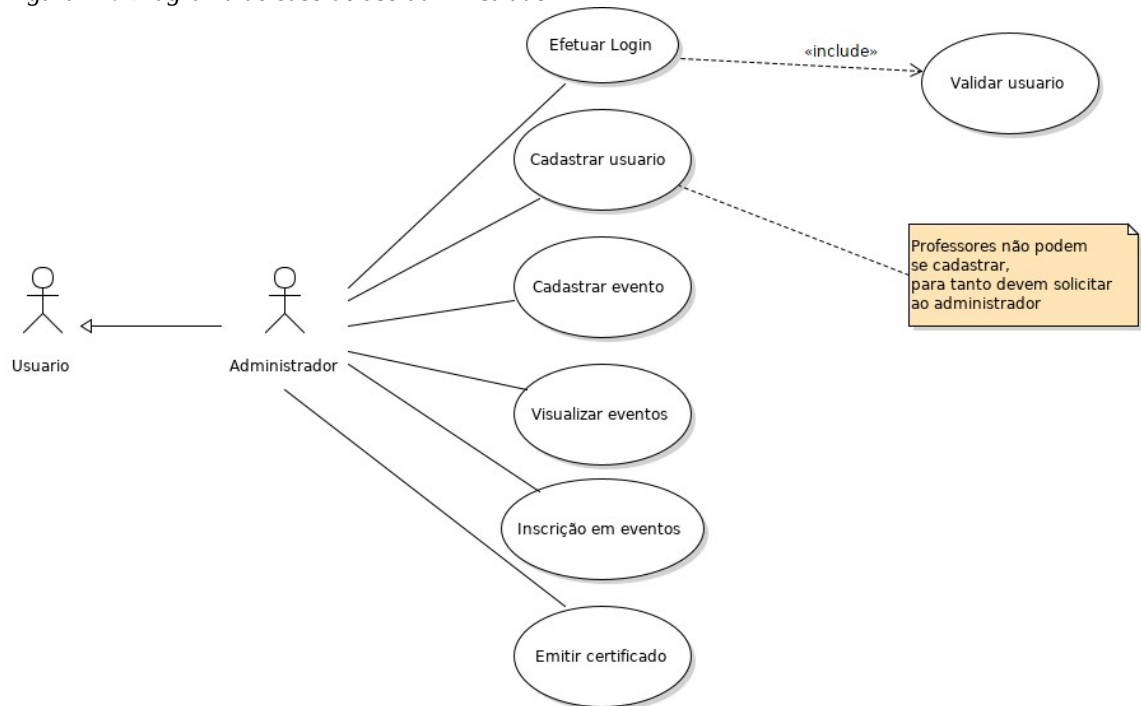 Efetuar Login
«include»
Validar usuario
Cadastrar usuario
Professores não podem
se cadastrar,
para tanto devem solicitar
ao administrador
Cadastrar evento
Usuario
Administrador
Visualizar eventos
Inscrição em eventos
Emitir certificado